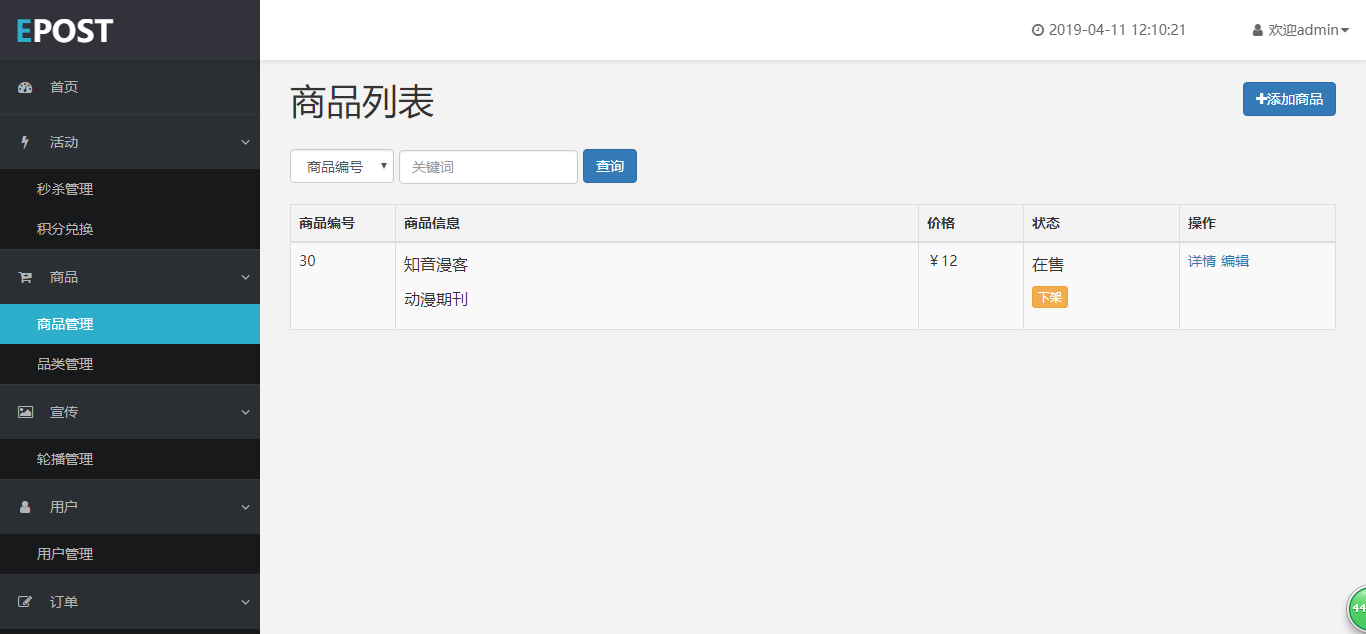 EPOST
2019-04-11 12:10:21
欢迎admin
首页
活动
秒杀管理
积分兑换
商品
商品管理
品类管理
宣传
轮播管理
用户
用户管理
订单
商品列表
添加商品
商品编号 关键词 查询
商品编号 商品信息 价格 状态 操作
30 知音漫客 ￥12 在售 详情 编辑
动漫期刊 下架
44